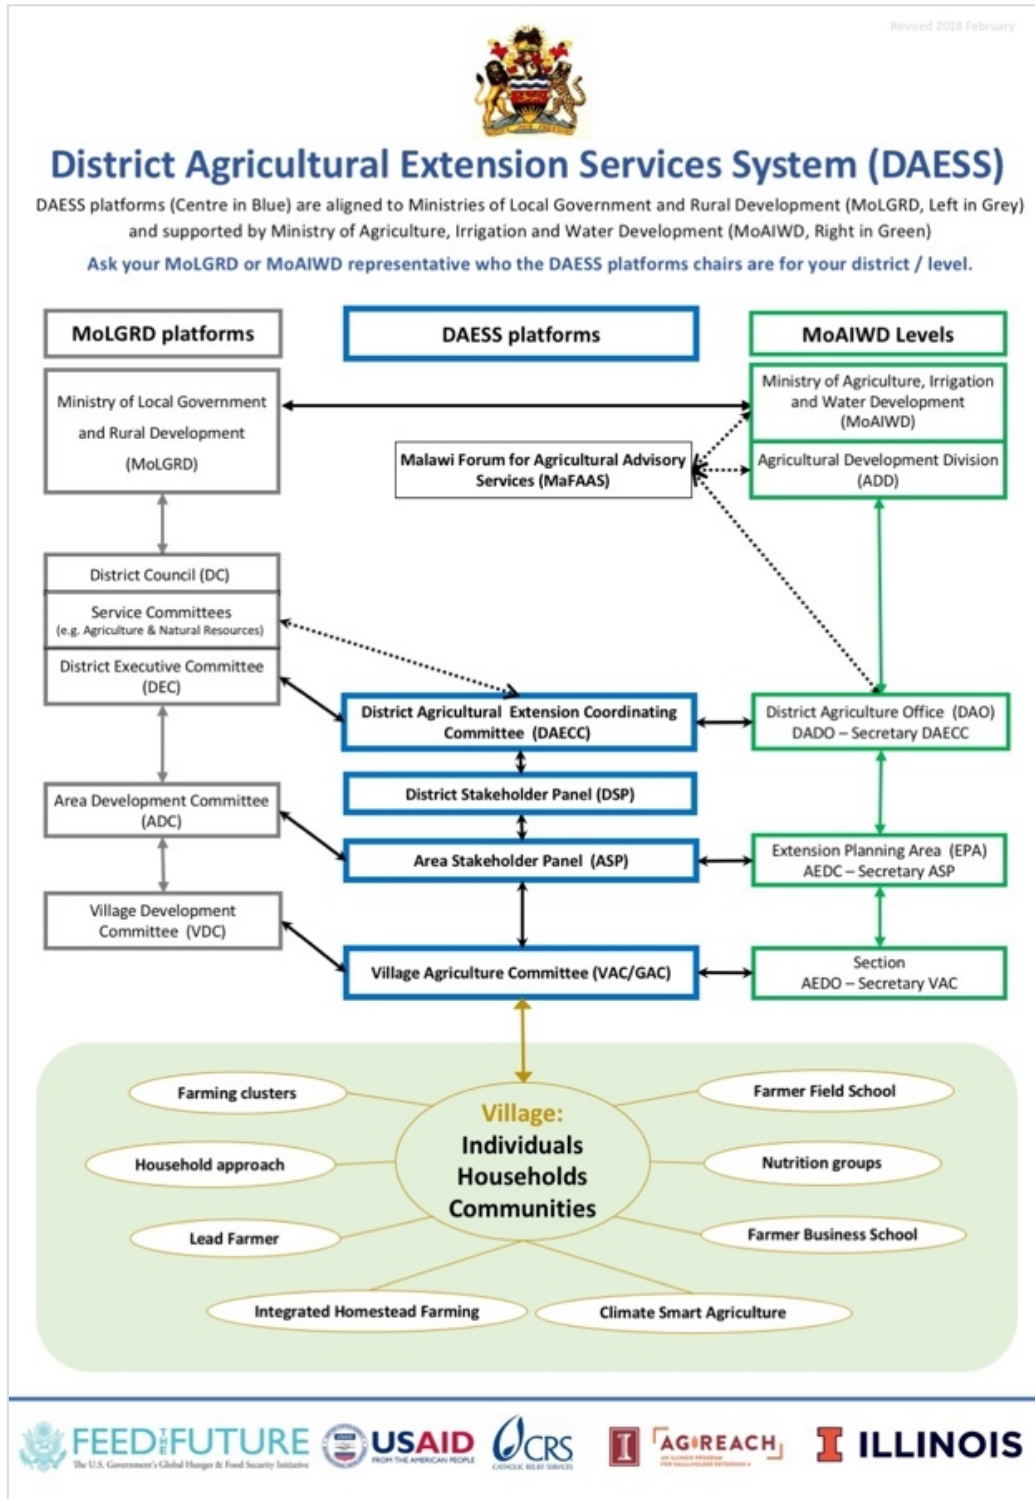 Revised 2018 February
District Agricultural Extension Services System (DAESS)
DAESS platforms (Centre in Blue) are aligned to Ministries of Local Government and Rural Development (MoLGRD, Left in Grey)
and supported by Ministry of Agriculture, Irrigation and Water Development (MoAIWD, Right in Green)
Ask your MoLGRD or MoAIWD representative who the DAESS platforms chairs are for your district / level.
MoLGRD platforms
DAESS platforms
MoAIWD Levels
Ministry of Local Government
and Rural Development
(MoLGRD)
Ministry of Agriculture, Irrigation
and Water Development
(MoAIWD)
Malawi Forum for Agricultural Advisory
Services (MaFAAS)
Agricultural Development Division
(ADD)
District Council (DC)
Service Committees
(e.g. Agriculture & Natural Resources)
District Executive Committee
(DEC)
District Agricultural Extension Coordinating
Committee (DAECC)
District Agriculture Office (DAO)
DADO – Secretary DAECC
District Stakeholder Panel (DSP)
Area Development Committee
(ADC)
Area Stakeholder Panel (ASP)
Extension Planning Area (EPA)
AEDC – Secretary ASP
Village Development
Committee (VDC)
Village Agriculture Committee (VAC/GAC)
Section
AEDO – Secretary VAC
Village:
Individuals
Households
Communities
Farming clusters
Farmer Field School
Household approach
Nutrition groups
Lead Farmer
Farmer Business School
Integrated Homestead Farming
Climate Smart Agriculture
FEED THE FUTURE
The U.S. Government's Global Hunger & Food Security Initiative
USAID
FROM THE AMERICAN PEOPLE
CRS
CATHOLIC RELIEF SERVICES
I
AGREACH
AN ILLINOIS PROGRAM
FOR SMALLHOLDER EXTENSION
I ILLINOIS